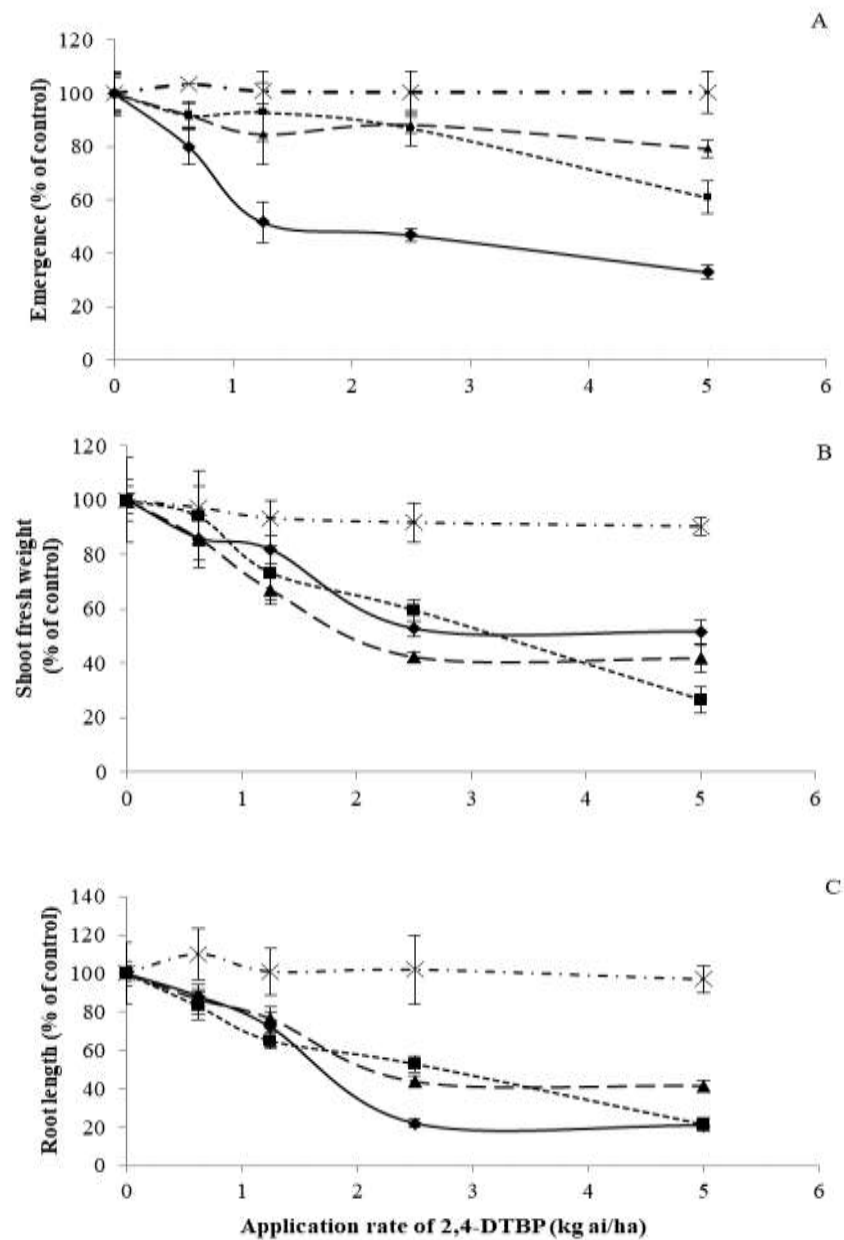 A
120
100
80
60
40
20
0
0 1 2 3 4 5 6
Emergence (% of control)
B
120
100
80
60
40
20
0
0 1 2 3 4 5 6
Shoot fresh weight
(% of control)
C
140
120
100
80
60
40
20
0
0 1 2 3 4 5 6
Root length (% of control)
Application rate of 2,4-DTBP (kg ai/ha)